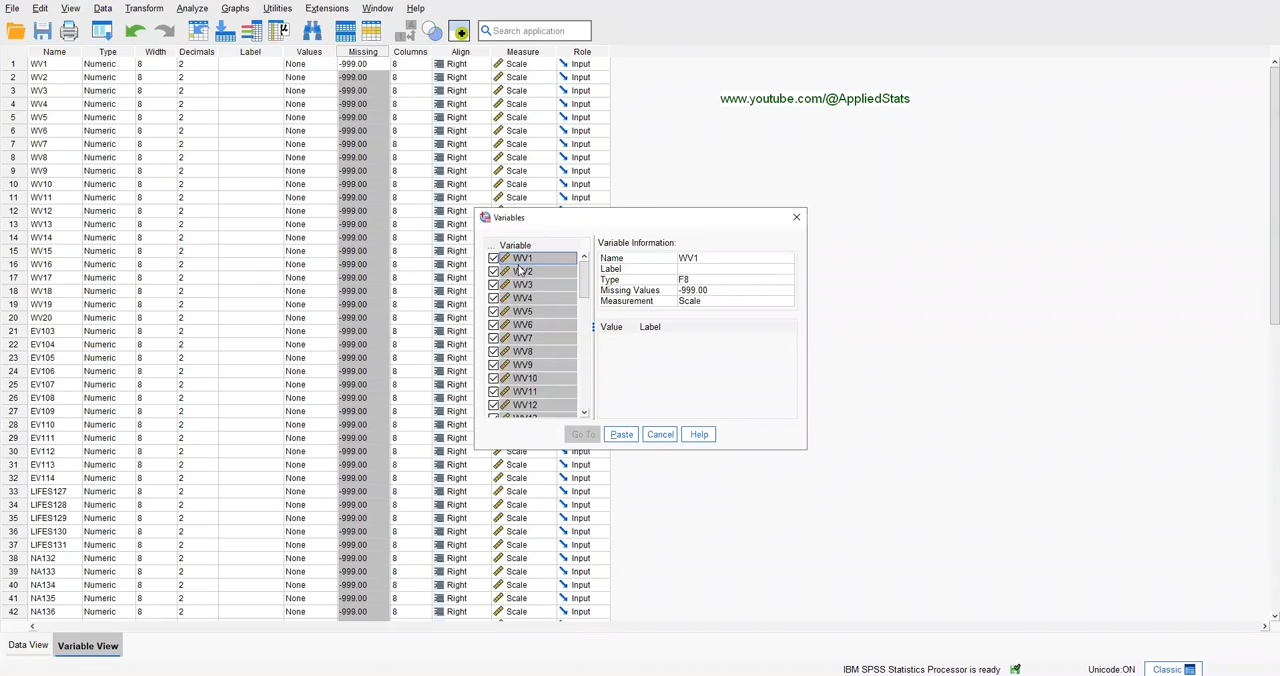 File Edit View Data Transform Analyze Graphs Utilities Extensions Window Help
Search application
Name Type Width Decimals Label Values Missing Columns Align Measure Role
1 WV1 Numeric 8 2 None -999.00 8 Right Scale Input
www.youtube.com/@AppliedStats
2 WV2 Numeric 8 2 None -999.00 8 Right Scale Input
3 WV3 Numeric 8 2 None -999.00 8 Right Scale Input
4 WV4 Numeric 8 2 None -999.00 8 Right Scale Input
5 WV5 Numeric 8 2 None -999.00 8 Right Scale Input
6 WV6 Numeric 8 2 None -999.00 8 Right Scale Input
7 WV7 Numeric 8 2 None -999.00 8 Right Scale Input
8 WV8 Numeric 8 2 None -999.00 8 Right Scale Input
9 WV9 Numeric 8 2 None -999.00 8 Right Scale Input
10 WV10 Numeric 8 2 None -999.00 8 Right Scale Input
11 WV11 Numeric 8 2 None -999.00 8 Right Scale Input
12 WV12 Numeric 8 2 None -999.00 8 Right
13 WV13 Numeric 8 2 None -999.00 8 Right
14 WV14 Numeric 8 2 None -999.00 8 Right
15 WV15 Numeric 8 2 None -999.00 8 Right
16 WV16 Numeric 8 2 None -999.00 8 Right
17 WV17 Numeric 8 2 None -999.00 8 Right
18 WV18 Numeric 8 2 None -999.00 8 Right
19 WV19 Numeric 8 2 None -999.00 8 Right
20 WV20 Numeric 8 2 None -999.00 8 Right
21 EV103 Numeric 8 2 None -999.00 8 Right
22 EV104 Numeric 8 2 None -999.00 8 Right
23 EV105 Numeric 8 2 None -999.00 8 Right
24 EV106 Numeric 8 2 None -999.00 8 Right
25 EV107 Numeric 8 2 None -999.00 8 Right
26 EV108 Numeric 8 2 None -999.00 8 Right
27 EV109 Numeric 8 2 None -999.00 8 Right
28 EV110 Numeric 8 2 None -999.00 8 Right
29 EV111 Numeric 8 2 None -999.00 8 Right
30 EV112 Numeric 8 2 None -999.00 8 Right Scale Input
31 EV113 Numeric 8 2 None -999.00 8 Right Scale Input
32 EV114 Numeric 8 2 None -999.00 8 Right Scale Input
33 LIFES127 Numeric 8 2 None -999.00 8 Right Scale Input
34 LIFES128 Numeric 8 2 None -999.00 8 Right Scale Input
35 LIFES129 Numeric 8 2 None -999.00 8 Right Scale Input
36 LIFES130 Numeric 8 2 None -999.00 8 Right Scale Input
37 LIFES131 Numeric 8 2 None -999.00 8 Right Scale Input
38 NA132 Numeric 8 2 None -999.00 8 Right Scale Input
39 NA133 Numeric 8 2 None -999.00 8 Right Scale Input
40 NA134 Numeric 8 2 None -999.00 8 Right Scale Input
41 NA135 Numeric 8 2 None -999.00 8 Right Scale Input
42 NA136 Numeric 8 2 None -999.00 8 Right Scale Input
Variables
... Variable
WV1
WV2
WV3
WV4
WV5
WV6
WV7
WV8
WV9
WV10
WV11
WV12
Variable Information:
Name WV1
Label
Type F8
Missing Values -999.00
Measurement Scale
Value Label
Go To Paste Cancel Help
Data View Variable View
IBM SPSS Statistics Processor is ready Unicode:ON Classic